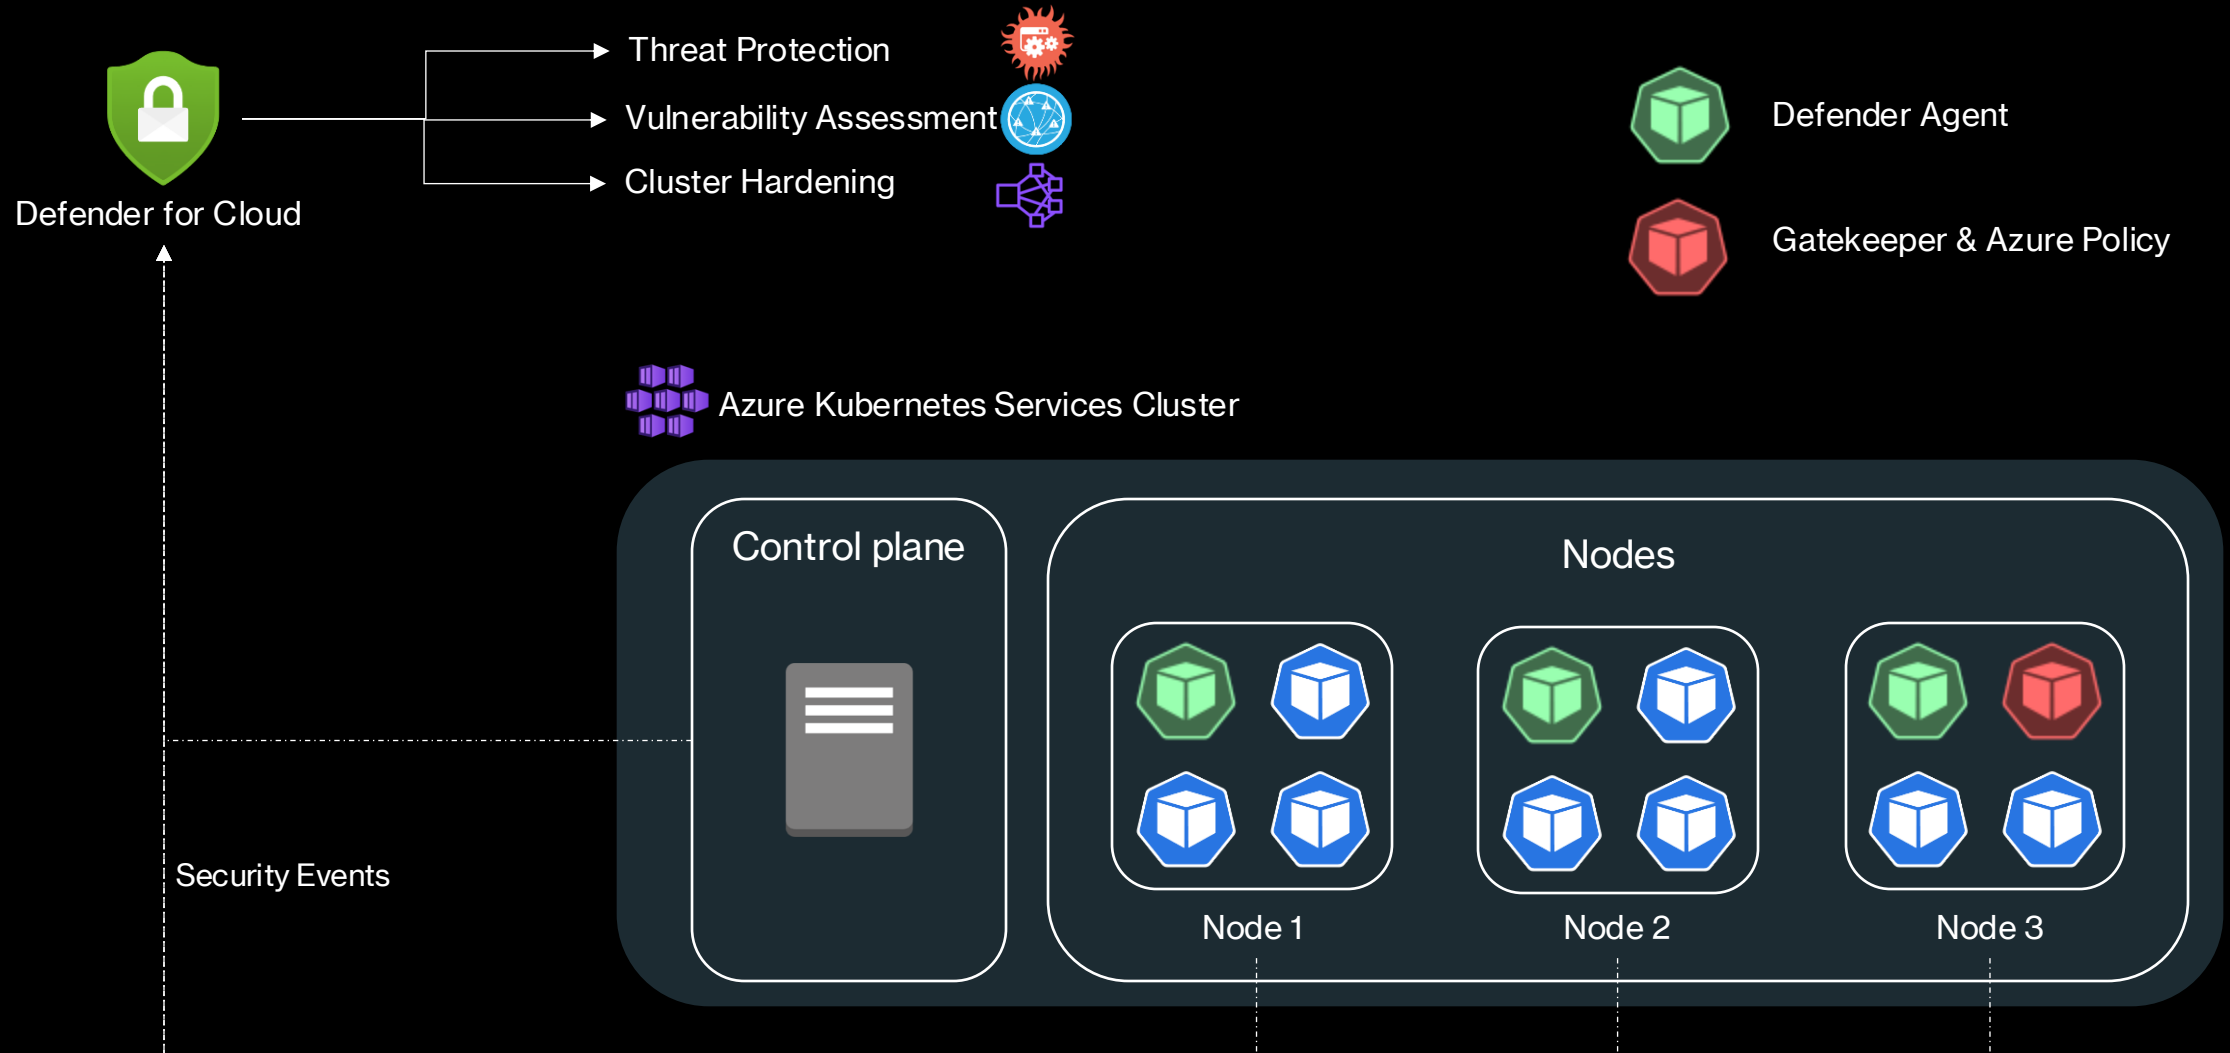 Threat Protection
Vulnerability Assessment
Cluster Hardening
Defender for Cloud
Defender Agent
Gatekeeper & Azure Policy
Azure Kubernetes Services Cluster
Control plane
Nodes
Node 1
Node 2
Node 3
Security Events